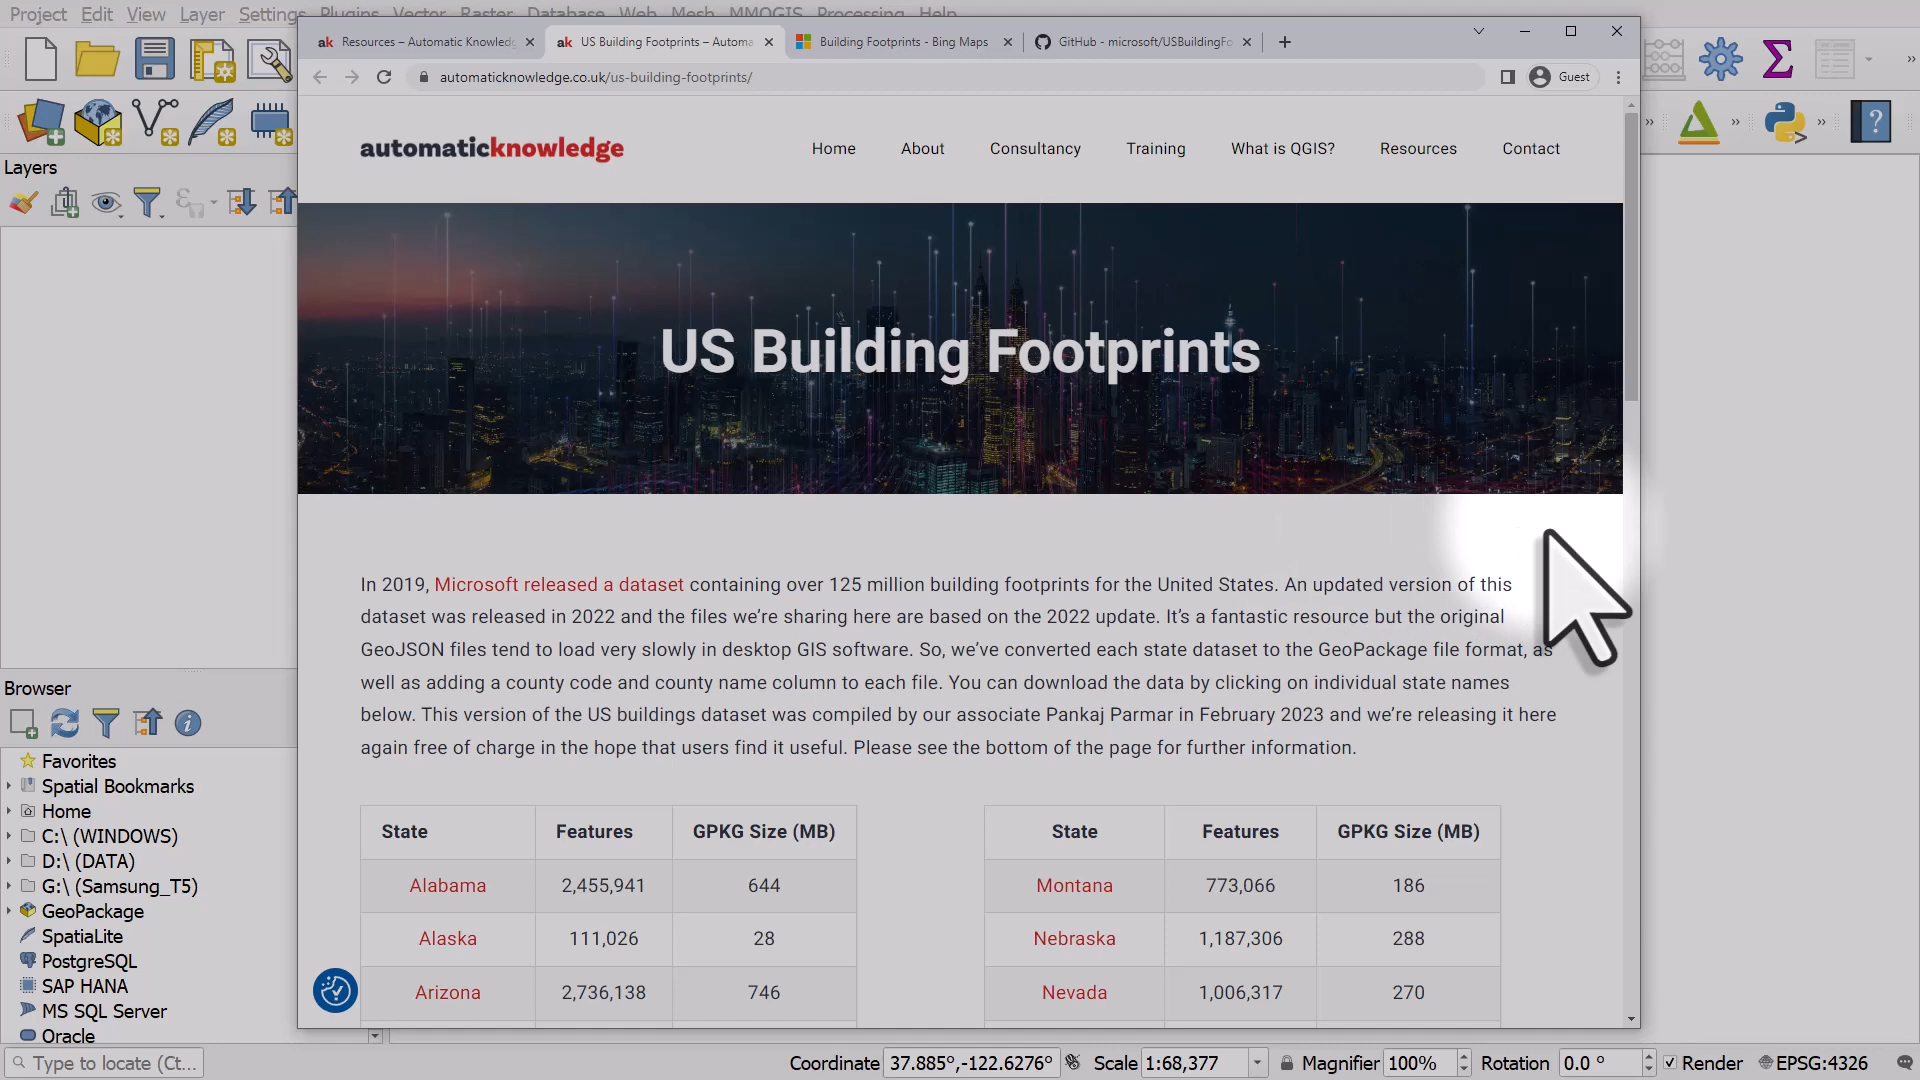 Project Edit View Layer Settings Plugins Vector Raster Database Web Mesh MMQGIS Processing Help
Resources – Automatic Knowledg
US Building Footprints – Automa
Building Footprints - Bing Maps
GitHub - microsoft/USBuildingFo
automaticknowledge.co.uk/us-building-footprints/
Guest
automaticknowledge
Home About Consultancy Training What is QGIS? Resources Contact
US Building Footprints
In 2019, Microsoft released a dataset containing over 125 million building footprints for the United States. An updated version of this
dataset was released in 2022 and the files we’re sharing here are based on the 2022 update. It’s a fantastic resource but the original
GeoJSON files tend to load very slowly in desktop GIS software. So, we’ve converted each state dataset to the GeoPackage file format, as
well as adding a county code and county name column to each file. You can download the data by clicking on individual state names
below. This version of the US buildings dataset was compiled by our associate Pankaj Parmar in February 2023 and we’re releasing it here
again free of charge in the hope that users find it useful. Please see the bottom of the page for further information.
State Features GPKG Size (MB)
Alabama 2,455,941 644
Alaska 111,026 28
Arizona 2,736,138 746
State Features GPKG Size (MB)
Montana 773,066 186
Nebraska 1,187,306 288
Nevada 1,006,317 270
Layers
Browser
Favorites
Spatial Bookmarks
Home
C:\ (WINDOWS)
D:\ (DATA)
G:\ (Samsung_T5)
GeoPackage
SpatiaLite
PostgreSQL
SAP HANA
MS SQL Server
Oracle
Type to locate (Ct...
Coordinate 37.885°,-122.6276° Scale 1:68,377 Magnifier 100% Rotation 0.0 ° Render EPSG:4326